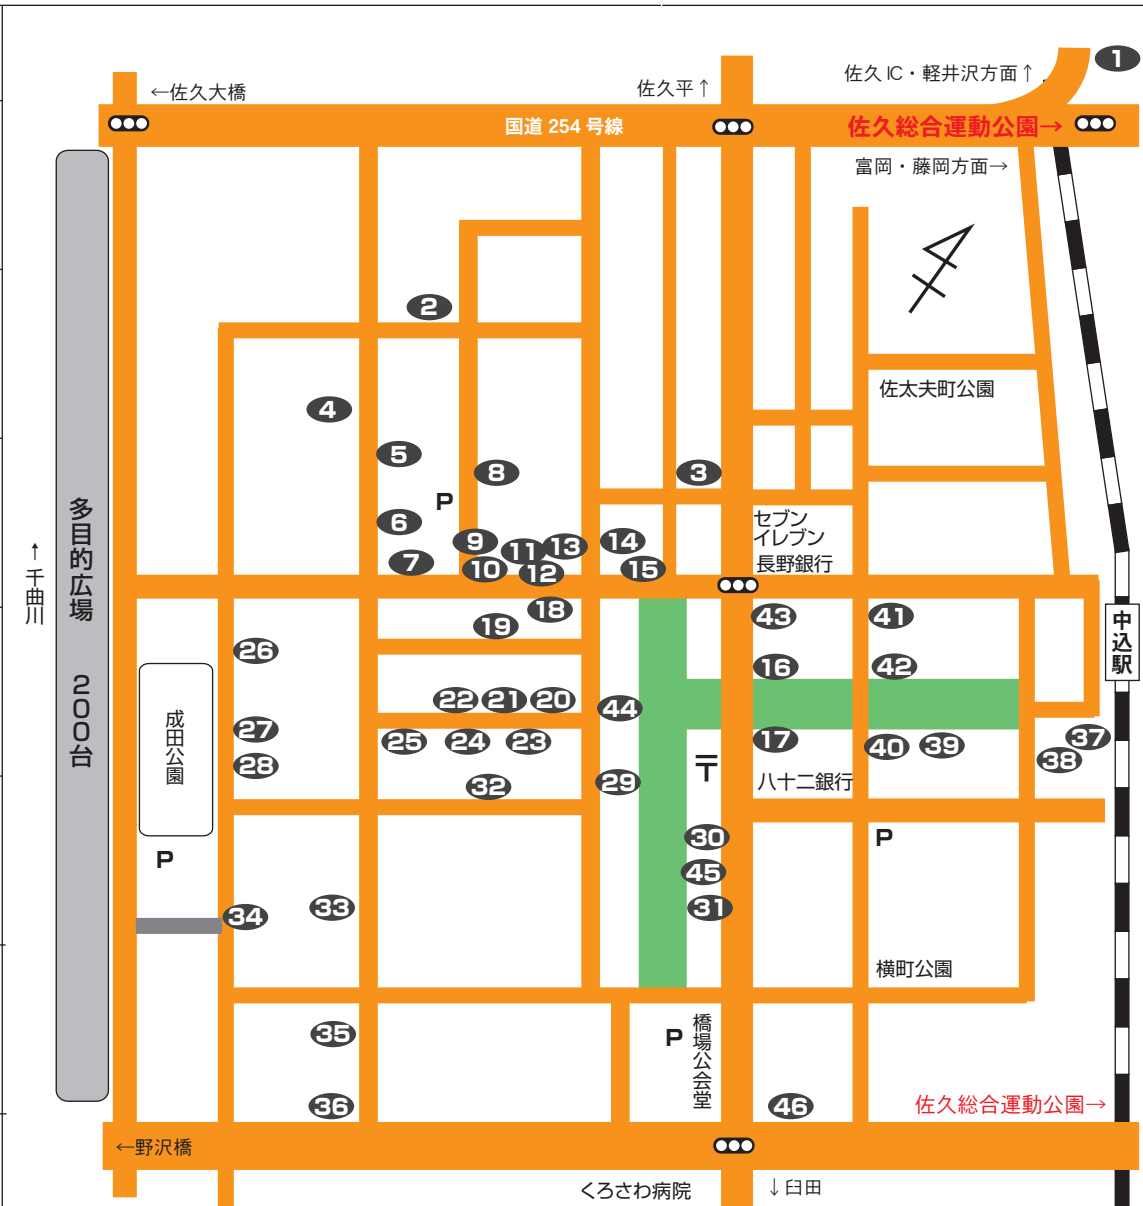 1
佐久IC・軽井沢方面↑
←佐久大橋
佐久平↑
国道254号線
佐久総合運動公園→
富岡・藤岡方面→
2
佐太夫町公園
4
5
8
3
P
6
セブン
イレブン
9
11
13
14
7
10
12
15
長野銀行
多目的広場 200台
↑千曲川
18
43
41
19
中込駅
26
16
42
22
21
20
44
成田公園
27
25
24
23
17
40
39
37
28
38
〒
32
29
八十二銀行
30
P
P
45
33
31
34
横町公園
35
P
橋場公会堂
36
46
佐久総合運動公園→
←野沢橋
くろさわ病院
↓臼田